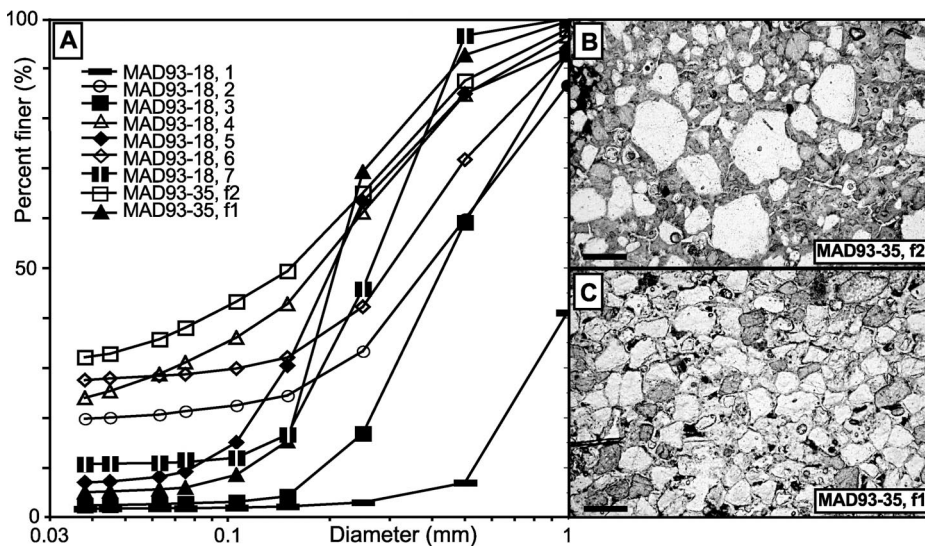 A
Percent finer (%)
100
50
0
MAD93-18, 1
MAD93-18, 2
MAD93-18, 3
MAD93-18, 4
MAD93-18, 5
MAD93-18, 6
MAD93-18, 7
MAD93-35, f2
MAD93-35, f1
0.03
0.1
Diameter (mm)
1
B
MAD93-35, f2
C
MAD93-35, f1